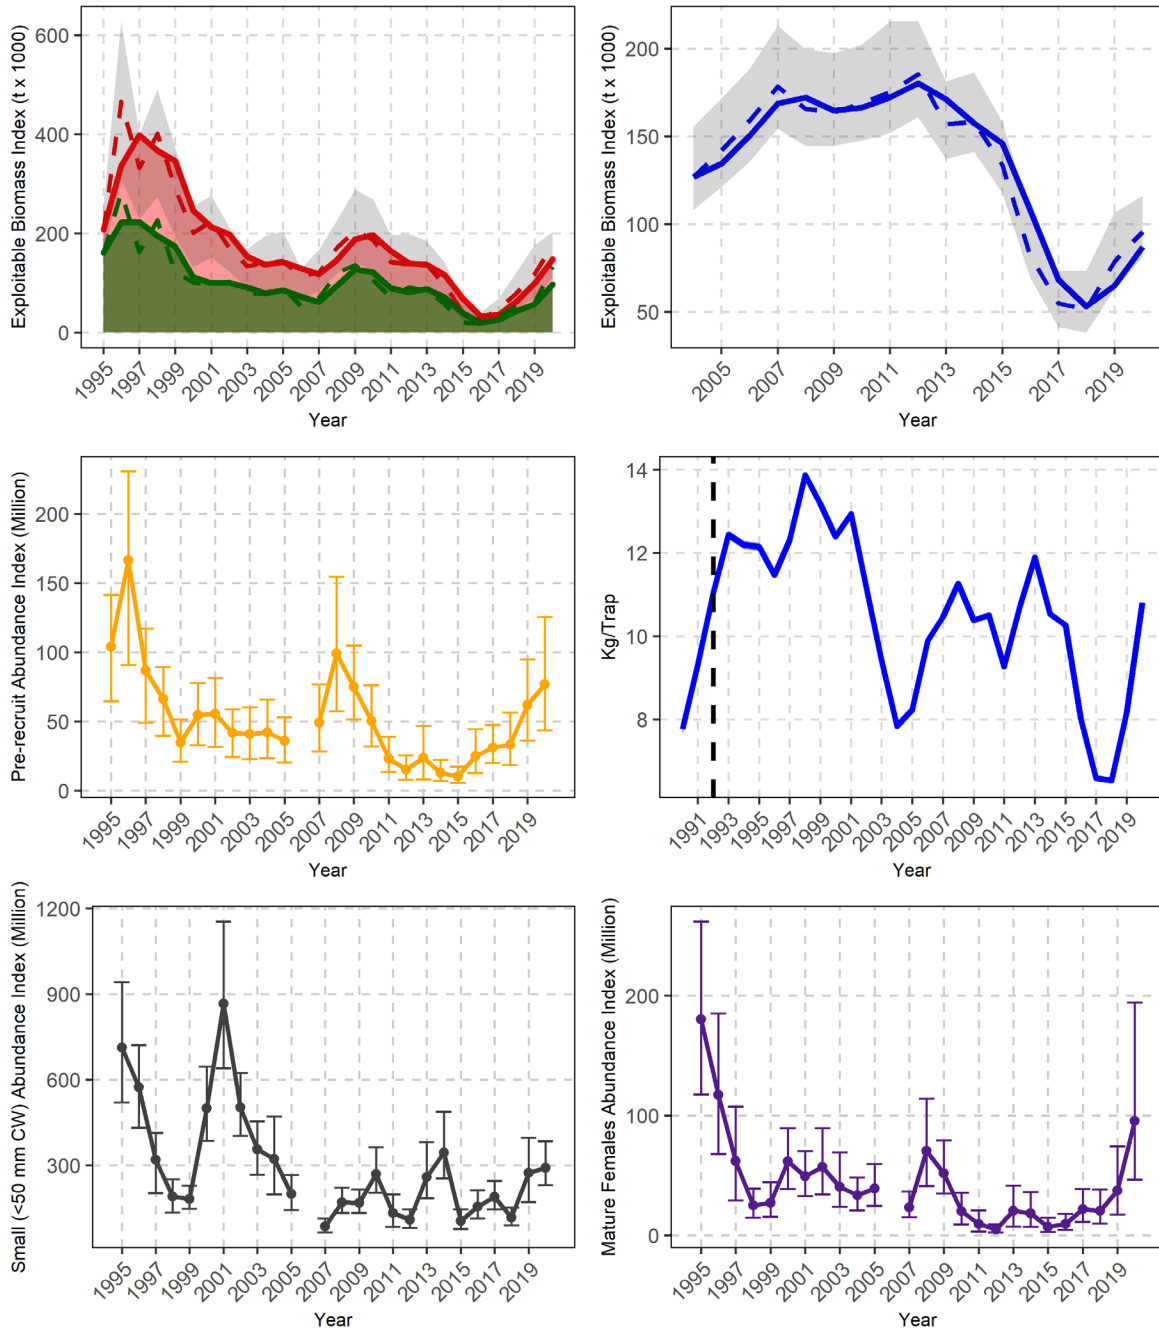 Exploitable Biomass Index (t x 1000)
600
400
200
0
1995 1997 1999 2001 2003 2005 2007 2009 2011 2013 2015 2017 2019
Year
Exploitable Biomass Index (t x 1000)
200
150
100
50
2005 2007 2009 2011 2013 2015 2017 2019
Year
Pre-recruit Abundance Index (Million)
200
150
100
50
0
1995 1997 1999 2001 2003 2005 2007 2009 2011 2013 2015 2017 2019
Year
Kg/Trap
14
12
10
8
1991 1993 1995 1997 1999 2001 2003 2005 2007 2009 2011 2013 2015 2017 2019
Year
Small (<50 mm CW) Abundance Index (Million)
1200
900
600
300
1995 1997 1999 2001 2003 2005 2007 2009 2011 2013 2015 2017 2019
Year
Mature Females Abundance Index (Million)
200
100
0
1995 1997 1999 2001 2003 2005 2007 2009 2011 2013 2015 2017 2019
Year